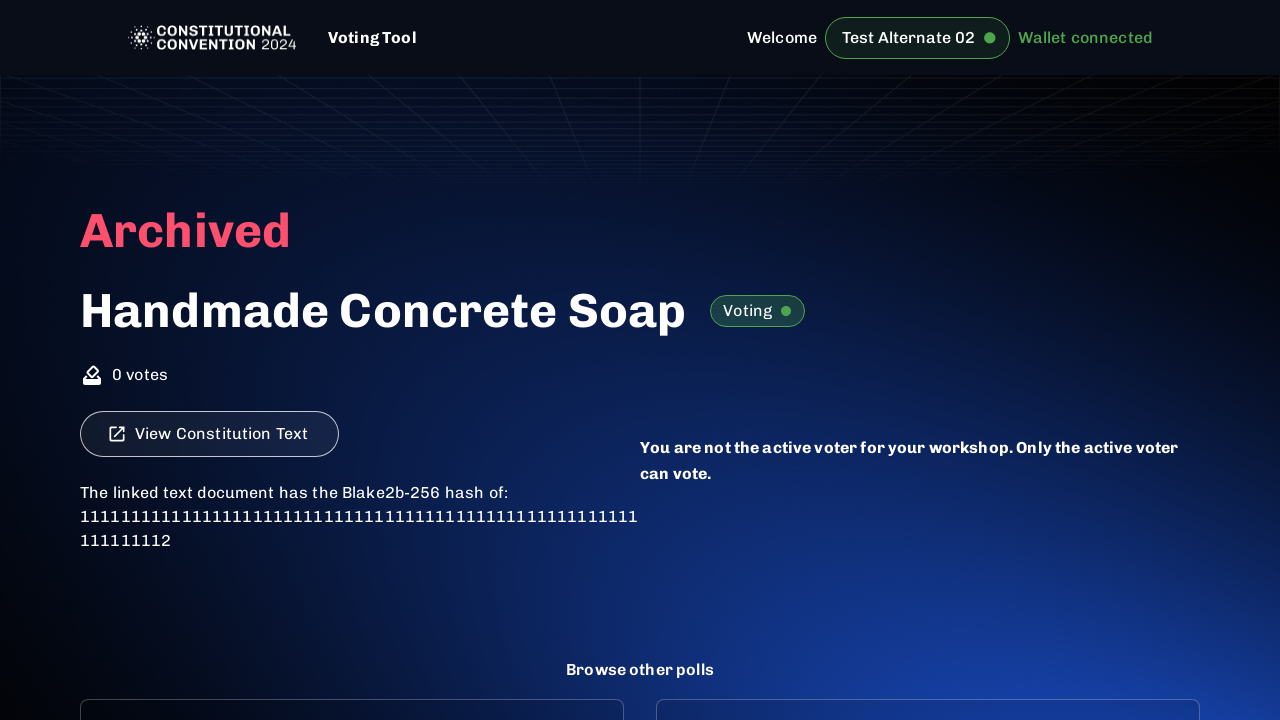 CONSTITUTIONAL
CONVENTION 2024
Voting Tool
Welcome
Test Alternate 02
Wallet connected
Archived
Handmade Concrete Soap
Voting
0 votes
View Constitution Text
You are not the active voter for your workshop. Only the active voter
can vote.
The linked text document has the Blake2b-256 hash of:
1111111111111111111111111111111111111111111111111111111
111111112
Browse other polls